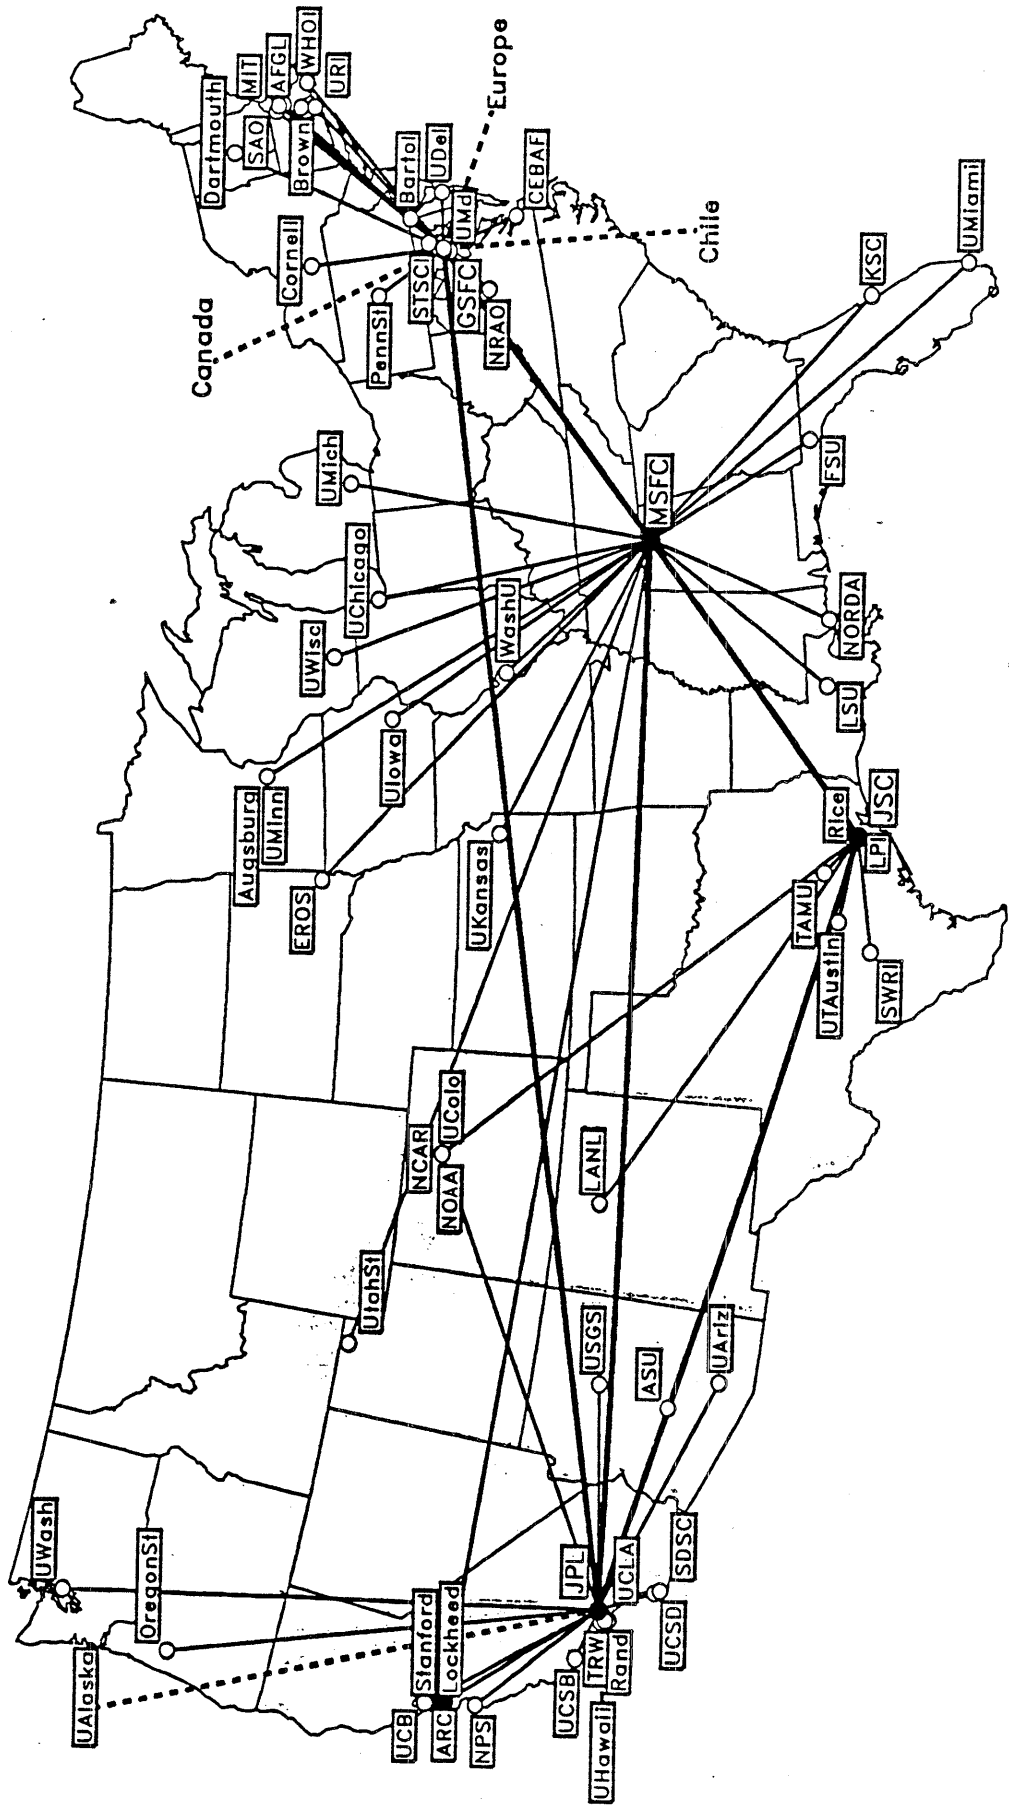 UWash
OregonSt
UAlaska
Stanford
Lockheed
UCB
ARC
NPS
JPL
UCLA
SDSC
UCSD
TRW
Rand
UCSB
UHawaii
UtahSt
NCAR
UColo
NOAA
LANL
USGS
ASU
UAriz
EROS
Augsburg
UMinn
UIowa
UKansas
UWisc
UChicago
UMich
WashU
MSFC
TAMU
UTAustin
SWRI
Rice
JSC
LPI
LSU
NORDA
FSU
KSC
UMiami
Canada
Cornell
PennSt
Dartmouth
SAO
MIT
AFGL
WHOI
URI
Brown
Bartol
UDel
UMd
STSCI
GSFC
NRAO
CEBAF
Europe
Chile